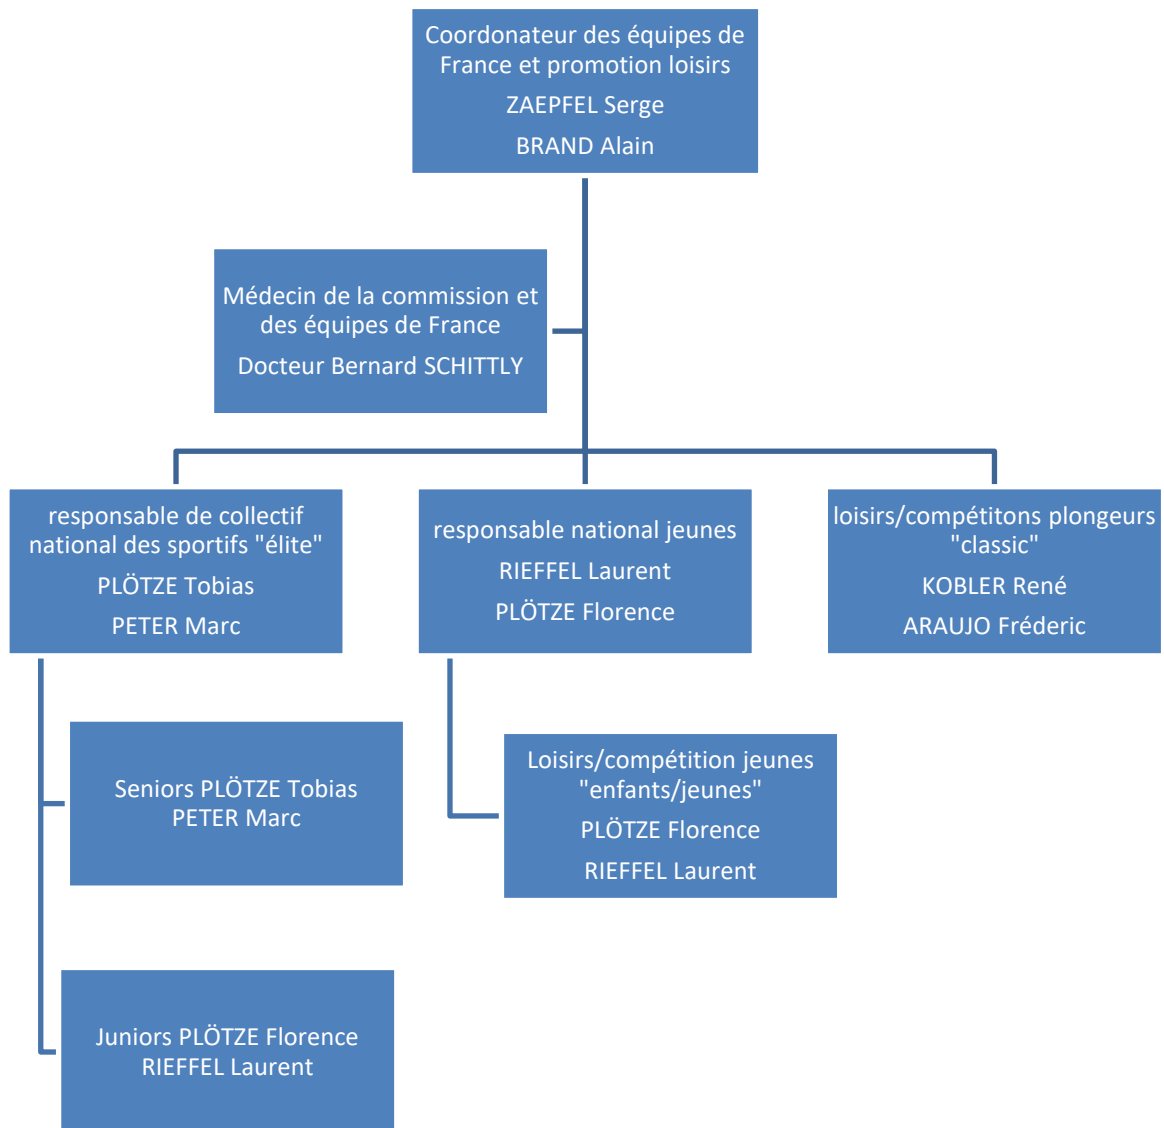 Coordonateur des équipes de
France et promotion loisirs
ZAEPFEL Serge
BRAND Alain
Médecin de la commission et
des équipes de France
Docteur Bernard SCHITTLY
responsable de collectif
national des sportifs "élite"
PLÖTZE Tobias
PETER Marc
responsable national jeunes
RIEFFEL Laurent
PLÖTZE Florence
loisirs/compétitons plongeurs
"classic"
KOBLER René
ARAUJO Fréderic
Seniors PLÖTZE Tobias
PETER Marc
Loisirs/compétition jeunes
"enfants/jeunes"
PLÖTZE Florence
RIEFFEL Laurent
Juniors PLÖTZE Florence
RIEFFEL Laurent